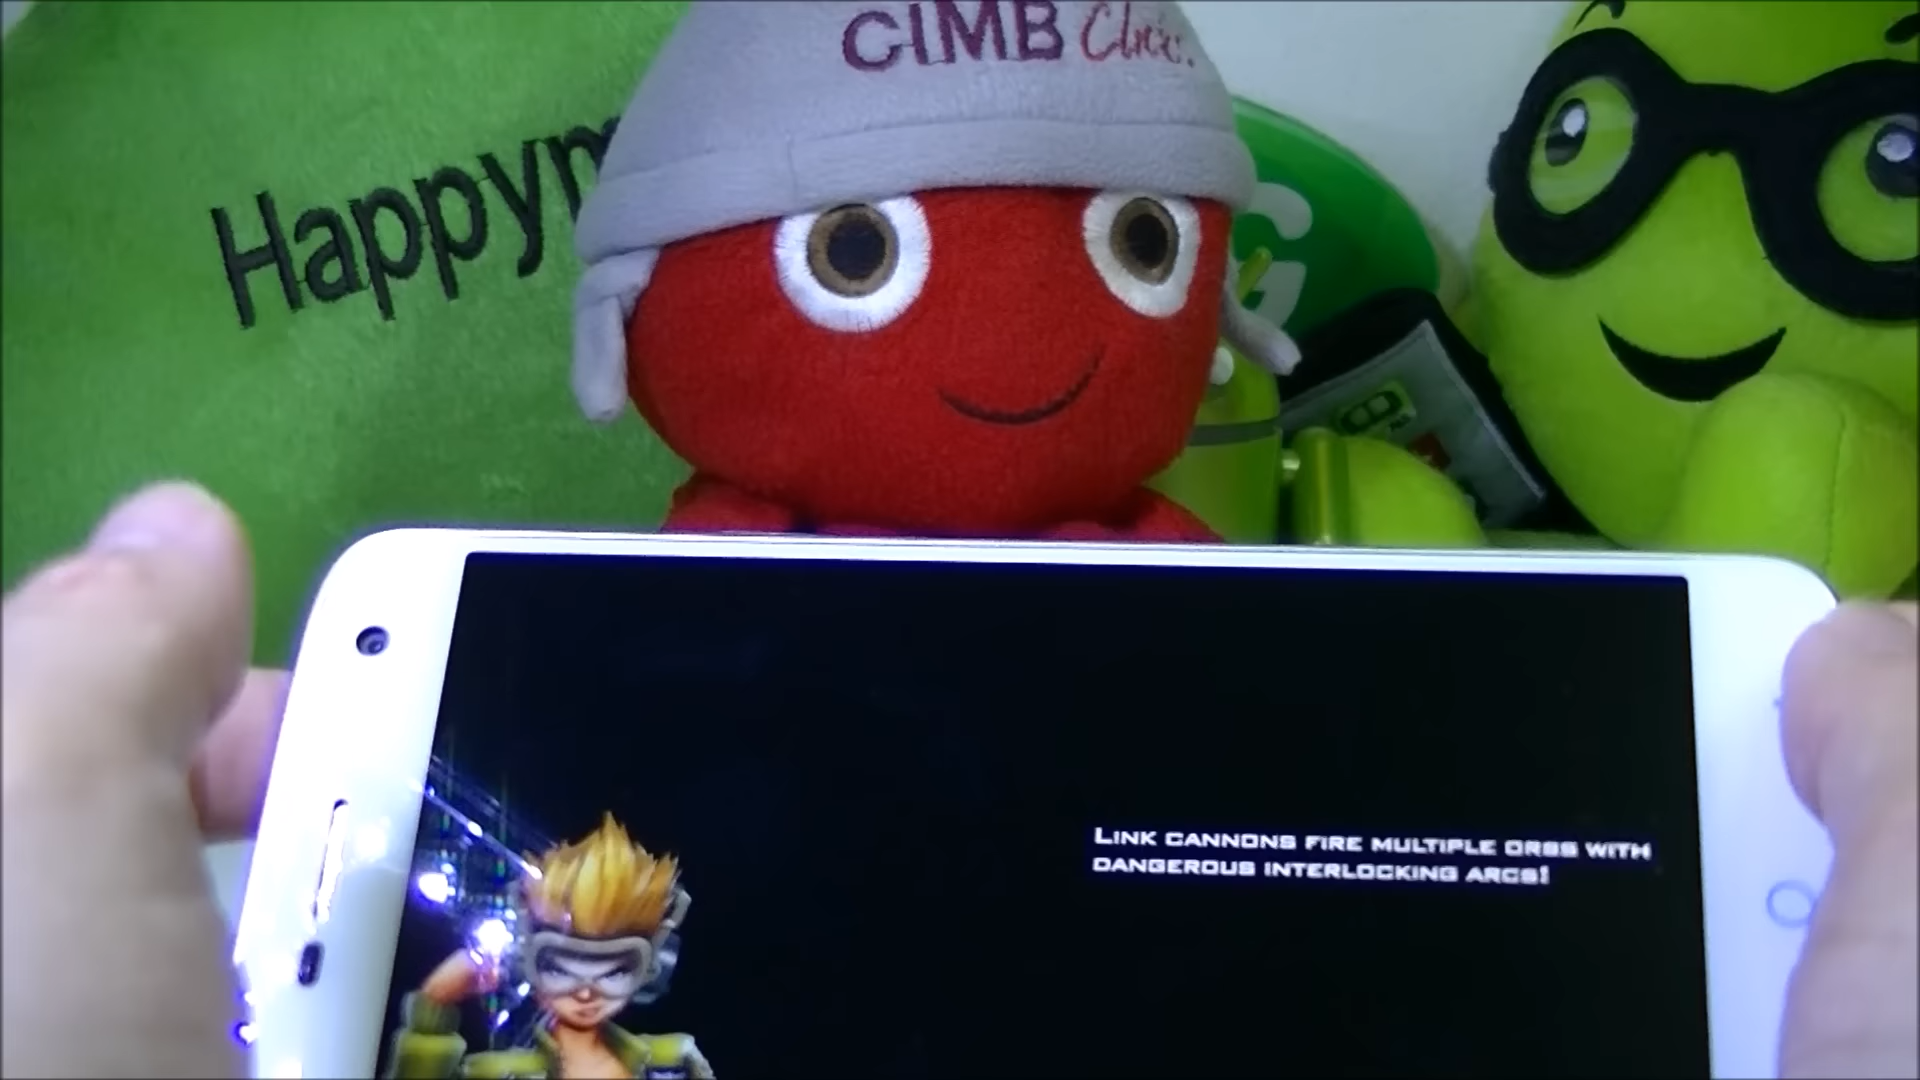 CIMB Clicks.
Happym
G
LINK CANNONS FIRE MULTIPLE ORBS WITH
DANGEROUS INTERLOCKING ARCS!